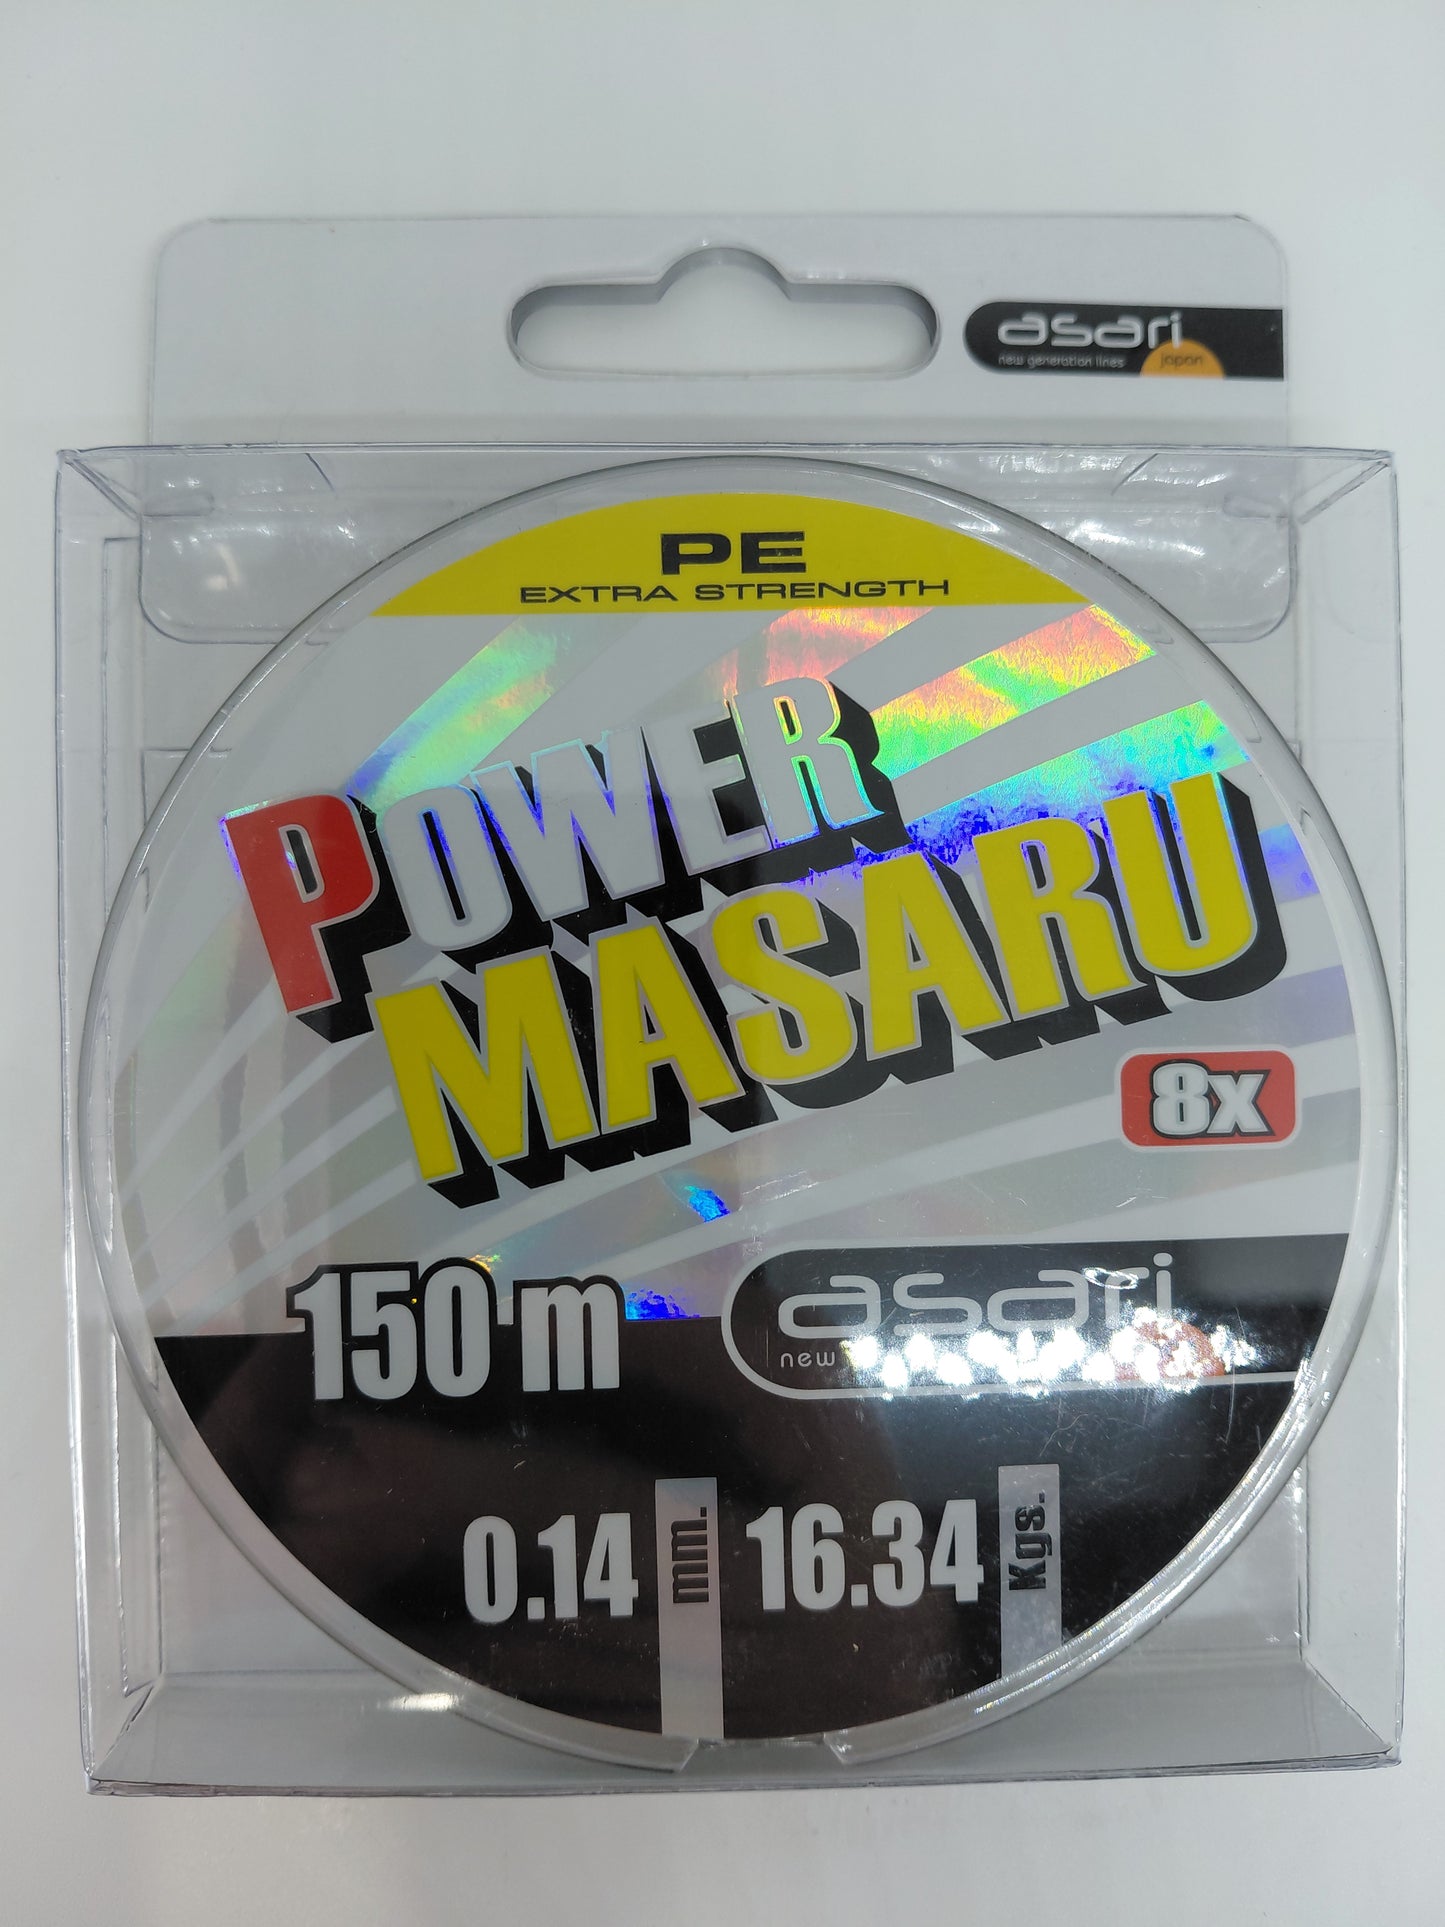 asari
new generation lines japan
PE
EXTRA STRENGTH
POWER
MASARU
8x
150 m
asari
new
0.14 mm. 16.34 Kgs.